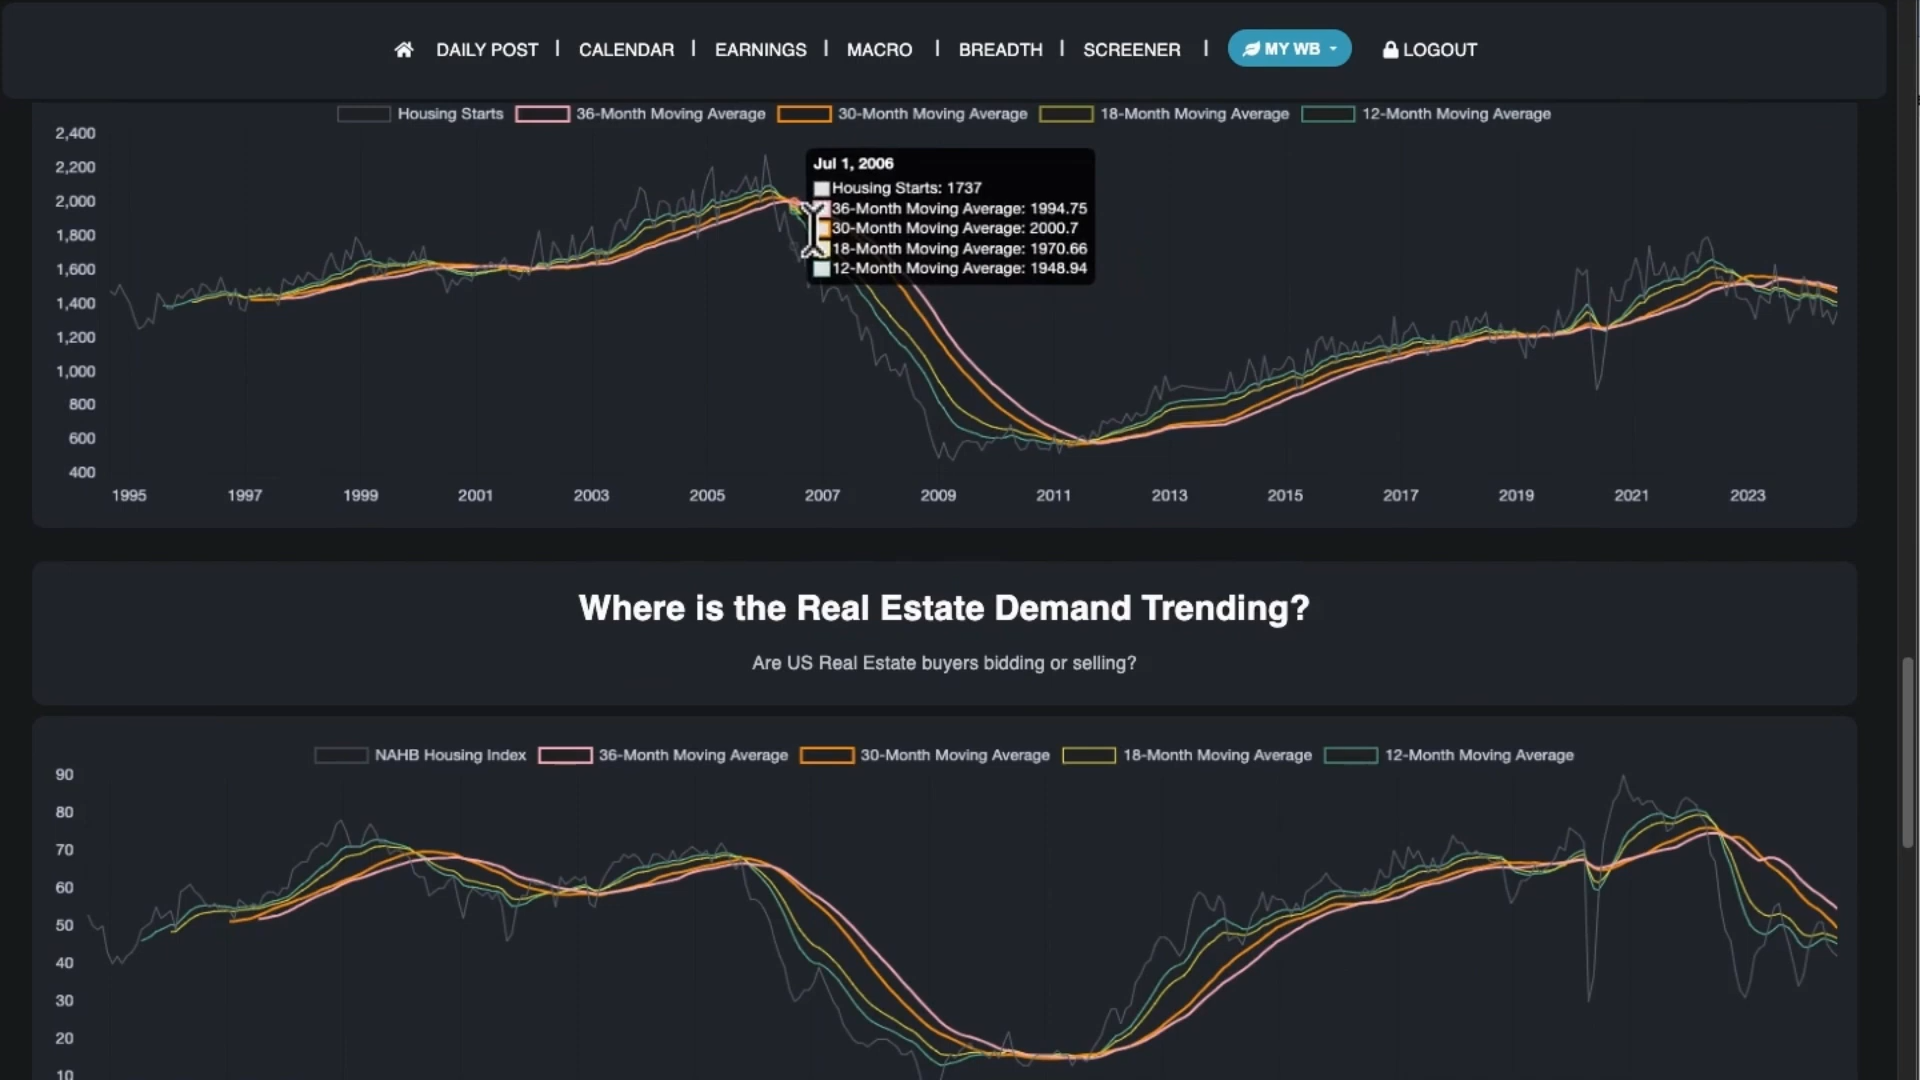 DAILY POST | CALENDAR | EARNINGS | MACRO | BREADTH | SCREENER | MY WB LOGOUT
Housing Starts 36-Month Moving Average 30-Month Moving Average 18-Month Moving Average 12-Month Moving Average
2,400
2,200
2,000
1,800
1,600
1,400
1,200
1,000
800
600
400
Jul 1, 2006
Housing Starts: 1737
36-Month Moving Average: 1994.75
30-Month Moving Average: 2000.7
18-Month Moving Average: 1970.66
12-Month Moving Average: 1948.94
1995 1997 1999 2001 2003 2005 2007 2009 2011 2013 2015 2017 2019 2021 2023
Where is the Real Estate Demand Trending?
Are US Real Estate buyers bidding or selling?
NAHB Housing Index 36-Month Moving Average 30-Month Moving Average 18-Month Moving Average 12-Month Moving Average
90
80
70
60
50
40
30
20
10